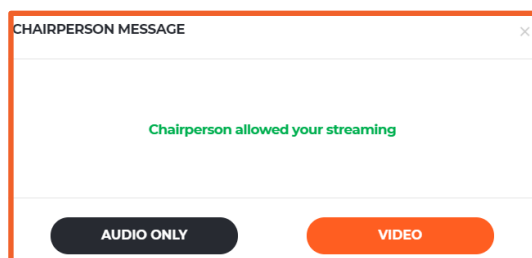 CHAIRPERSON MESSAGE
Chairperson allowed your streaming
AUDIO ONLY
VIDEO